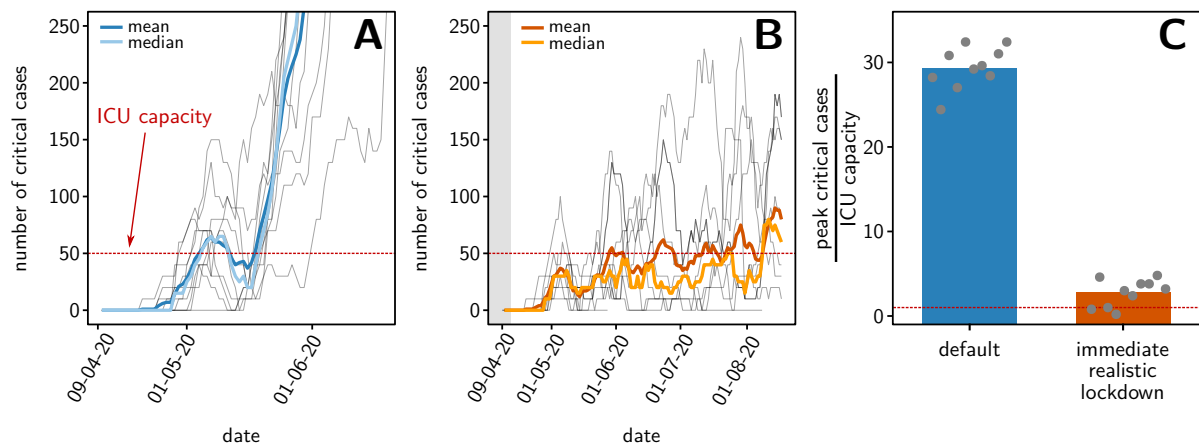 A
mean
median
ICU capacity
number of critical cases
250
200
150
100
50
0
09-04-20
01-05-20
01-06-20
date
B
mean
median
number of critical cases
250
200
150
100
50
0
09-04-20
01-05-20
01-06-20
01-07-20
01-08-20
date
C
peak critical cases
ICU capacity
30
20
10
0
default
immediate
realistic
lockdown